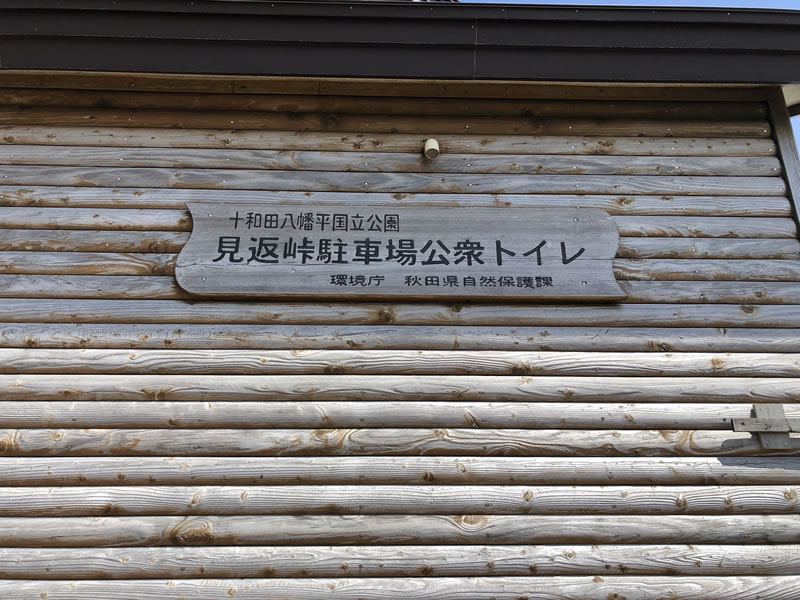 十和田八幡平国立公園
見返峠駐車場公衆トイレ
環境庁　秋田県自然保護課